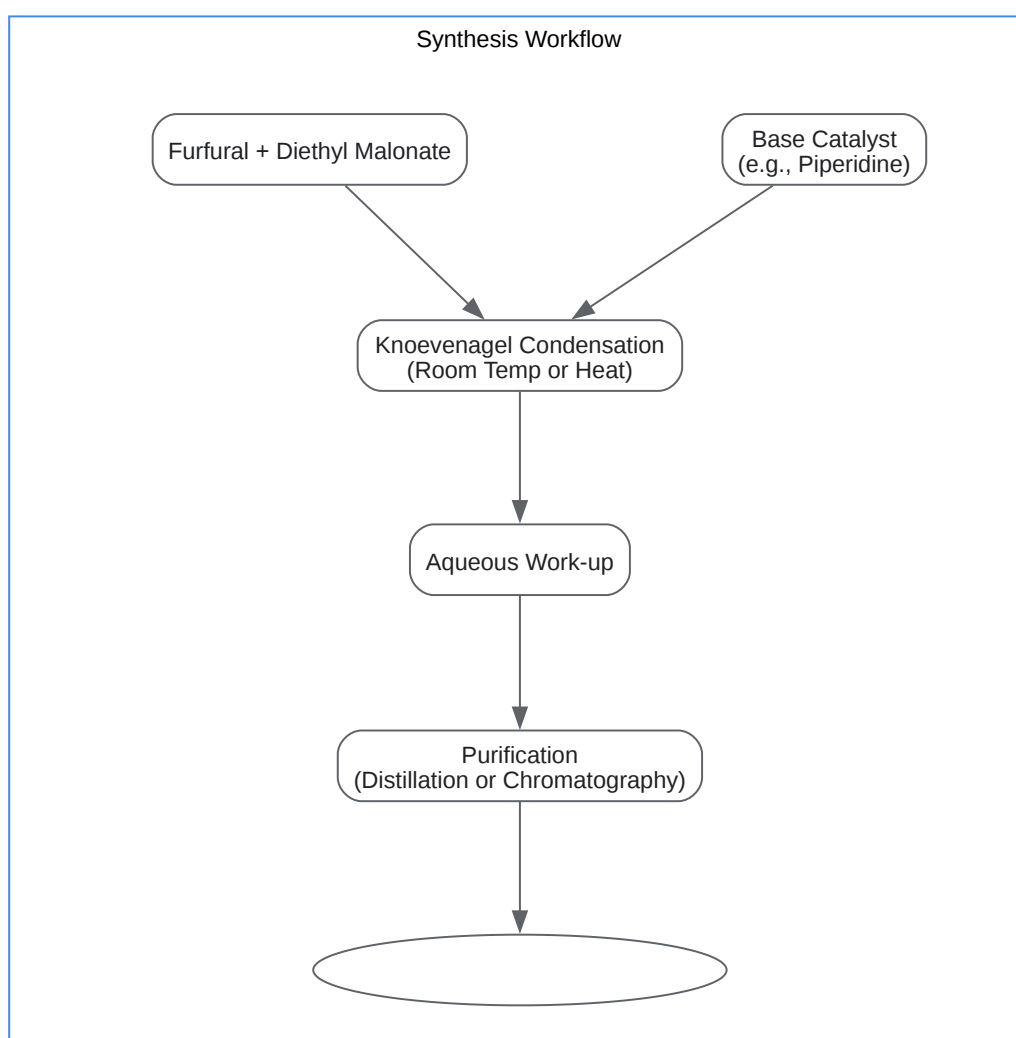 Synthesis Workflow
Furfural + Diethyl Malonate
Base Catalyst
(e.g., Piperidine)
Knoevenagel Condensation
(Room Temp or Heat)
Aqueous Work-up
Purification
(Distillation or Chromatography)